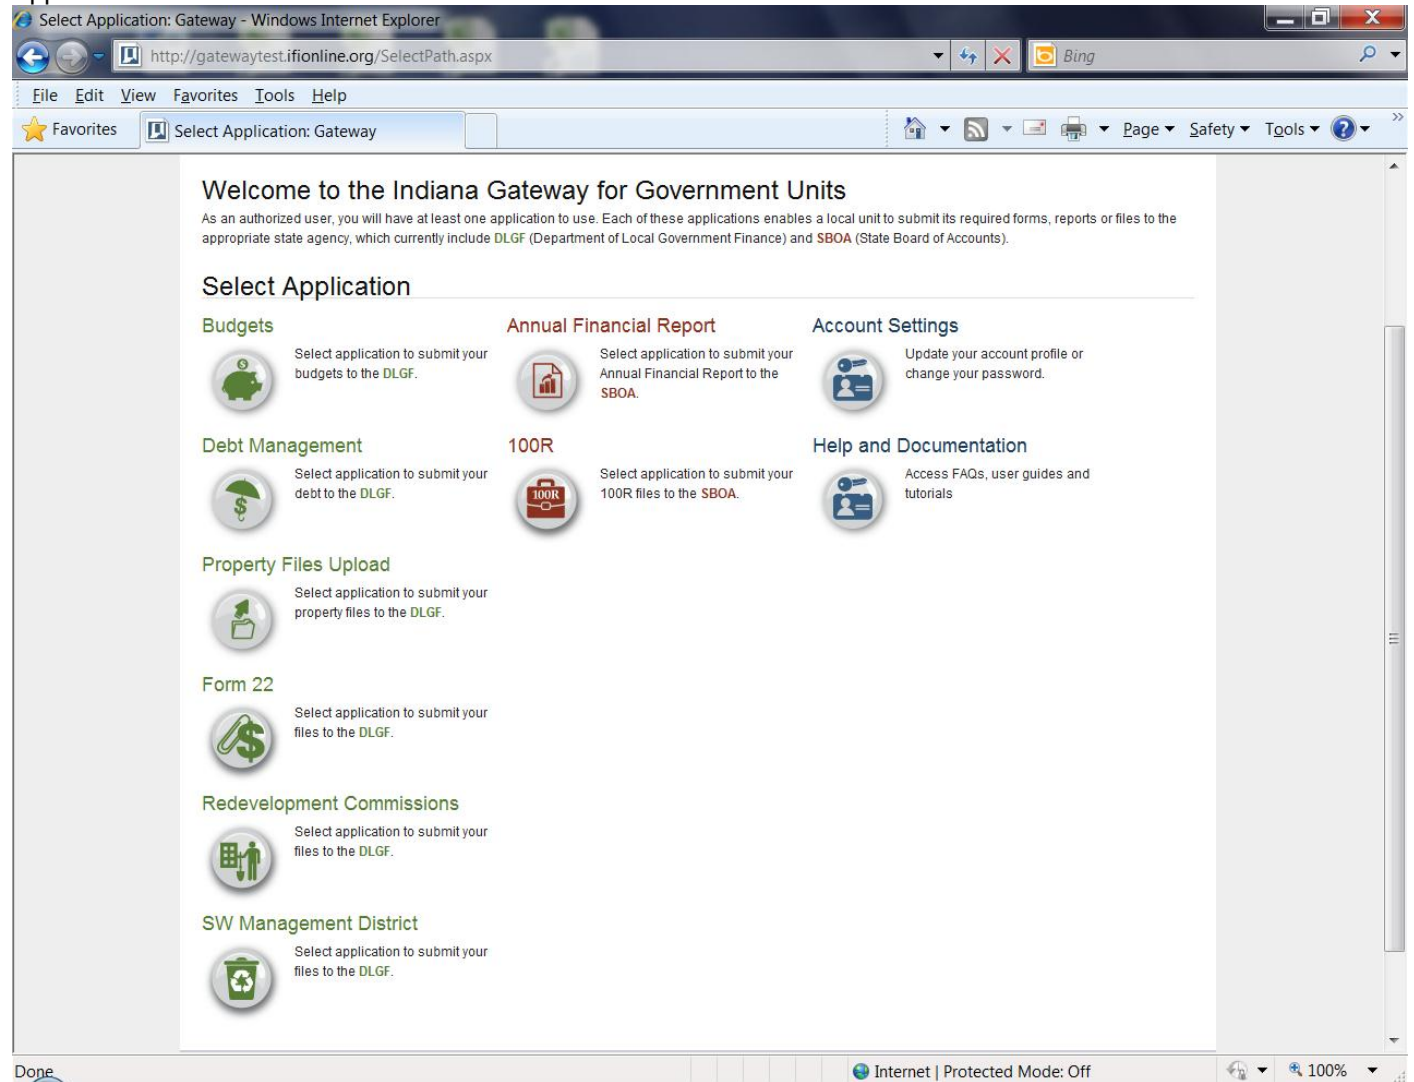 Select Application: Gateway - Windows Internet Explorer
http://gatewaytest.ifionline.org/SelectPath.aspx
Bing
File Edit View Favorites Tools Help
Favorites
Select Application: Gateway
Page Safety Tools
Welcome to the Indiana Gateway for Government Units
As an authorized user, you will have at least one application to use. Each of these applications enables a local unit to submit its required forms, reports or files to the
appropriate state agency, which currently include DLGF (Department of Local Government Finance) and SBOA (State Board of Accounts).
Select Application
Budgets
Select application to submit your
budgets to the DLGF.
Annual Financial Report
Select application to submit your
Annual Financial Report to the
SBOA.
Account Settings
Update your account profile or
change your password.
Debt Management
Select application to submit your
debt to the DLGF.
100R
100R
Select application to submit your
100R files to the SBOA.
Help and Documentation
Access FAQs, user guides and
tutorials
Property Files Upload
Select application to submit your
property files to the DLGF.
Form 22
Select application to submit your
files to the DLGF.
Redevelopment Commissions
Select application to submit your
files to the DLGF.
SW Management District
Select application to submit your
files to the DLGF.
Done
Internet | Protected Mode: Off
100%